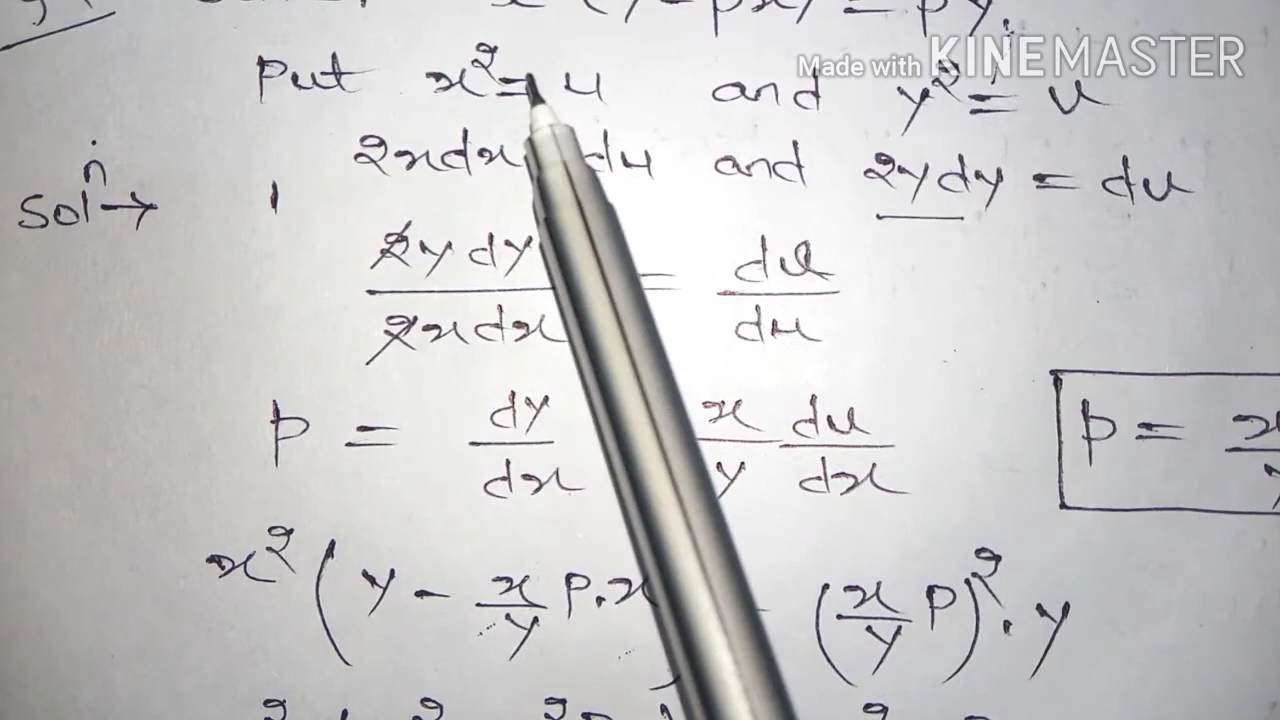 Made with KINEMASTER
Put x² = u and y² = v
2xdx du and 2ydy = dv
Solⁿ →
2ydy / 2xdx = dv / du
P = dy/dx x/y dv/dx P = x
x² ( y - x/y P.x (x/y P)² . y